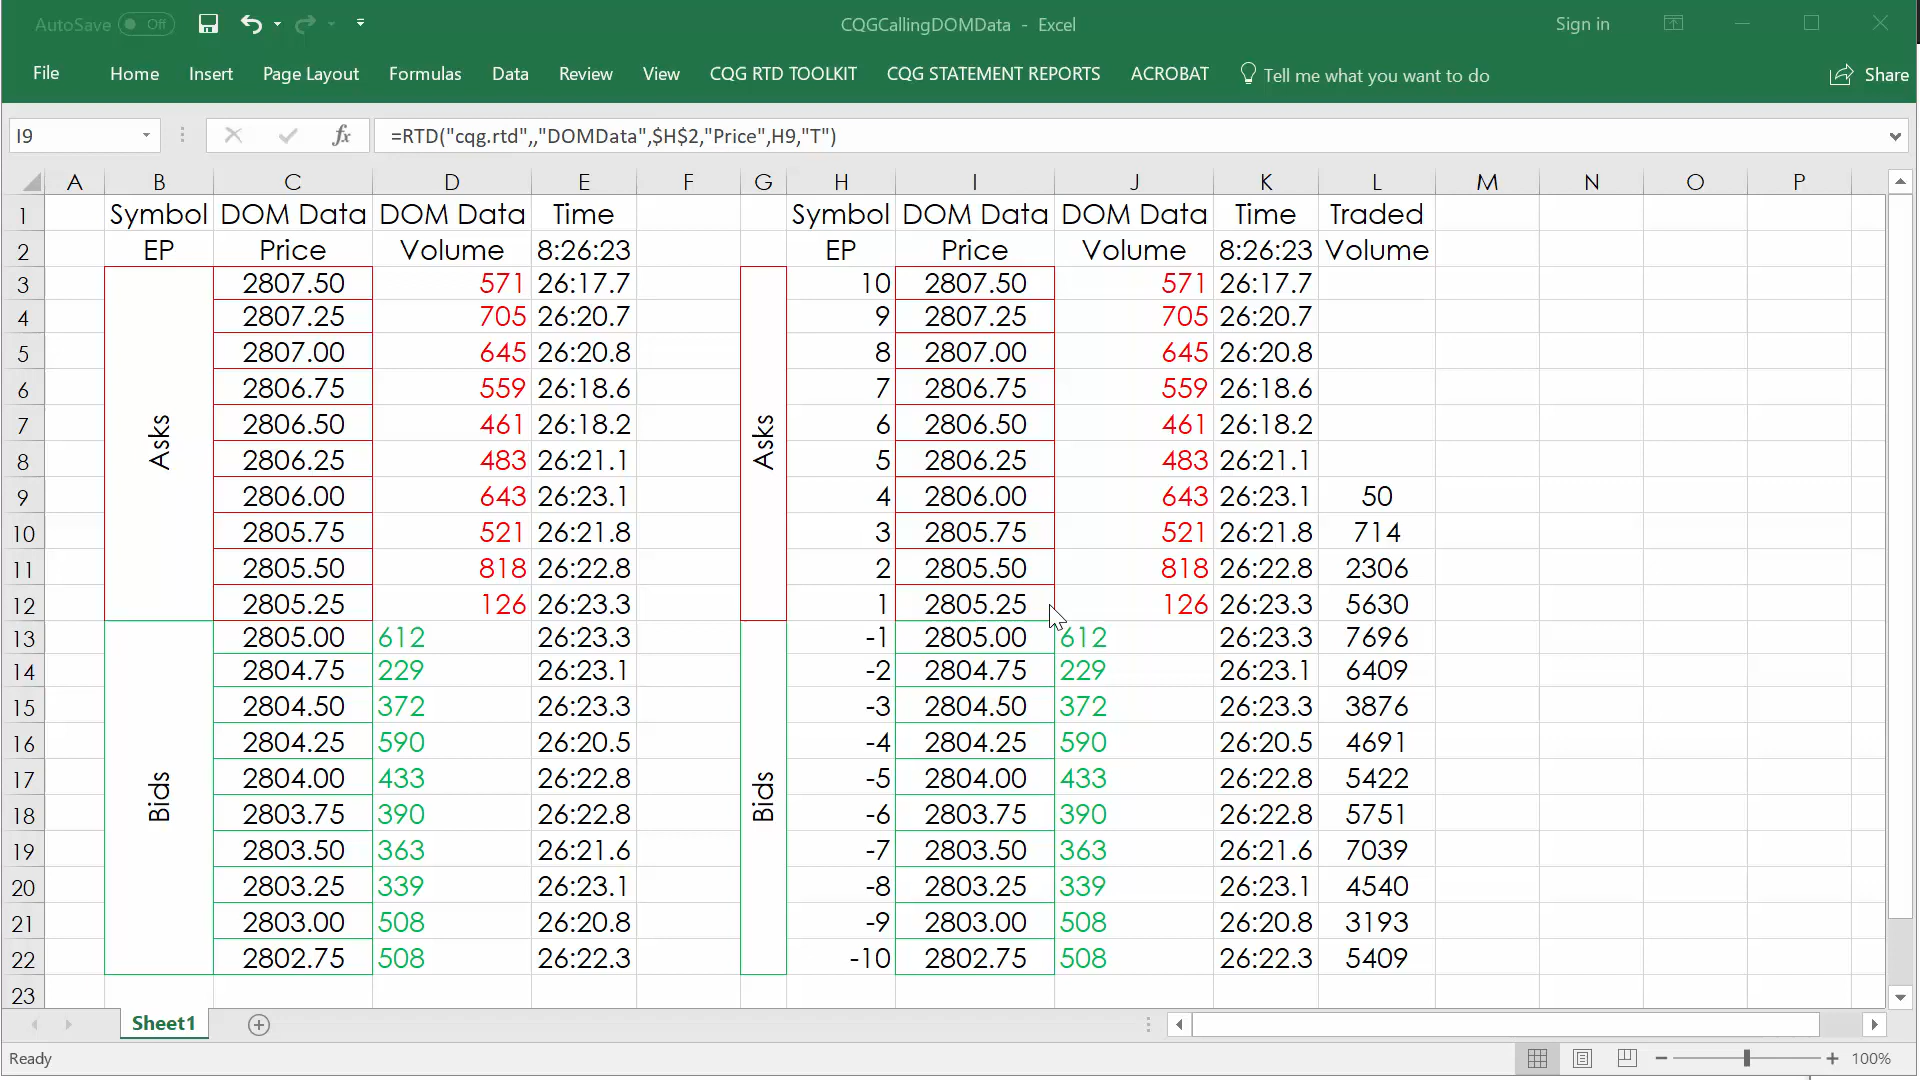 AutoSave Off CQGCallingDOMData - Excel Sign in
File Home Insert Page Layout Formulas Data Review View CQG RTD TOOLKIT CQG STATEMENT REPORTS ACROBAT Tell me what you want to do Share
I9 fx =RTD("cqg.rtd",,"DOMData",$H$2,"Price",H9,"T")
A B C D E F G H I J K L M N O P
1 Symbol DOM Data DOM Data Time Symbol DOM Data DOM Data Time Traded
2 EP Price Volume 8:26:23 EP Price Volume 8:26:23 Volume
3 2807.50 571 26:17.7 10 2807.50 571 26:17.7
4 2807.25 705 26:20.7 9 2807.25 705 26:20.7
5 2807.00 645 26:20.8 8 2807.00 645 26:20.8
6 2806.75 559 26:18.6 7 2806.75 559 26:18.6
7 Asks 2806.50 461 26:18.2 Asks 6 2806.50 461 26:18.2
8 2806.25 483 26:21.1 5 2806.25 483 26:21.1
9 2806.00 643 26:23.1 4 2806.00 643 26:23.1 50
10 2805.75 521 26:21.8 3 2805.75 521 26:21.8 714
11 2805.50 818 26:22.8 2 2805.50 818 26:22.8 2306
12 2805.25 126 26:23.3 1 2805.25 126 26:23.3 5630
13 2805.00 612 26:23.3 -1 2805.00 612 26:23.3 7696
14 2804.75 229 26:23.1 -2 2804.75 229 26:23.1 6409
15 2804.50 372 26:23.3 -3 2804.50 372 26:23.3 3876
16 2804.25 590 26:20.5 -4 2804.25 590 26:20.5 4691
17 Bids 2804.00 433 26:22.8 Bids -5 2804.00 433 26:22.8 5422
18 2803.75 390 26:22.8 -6 2803.75 390 26:22.8 5751
19 2803.50 363 26:21.6 -7 2803.50 363 26:21.6 7039
20 2803.25 339 26:23.1 -8 2803.25 339 26:23.1 4540
21 2803.00 508 26:20.8 -9 2803.00 508 26:20.8 3193
22 2802.75 508 26:22.3 -10 2802.75 508 26:22.3 5409
23
Sheet1
Ready 100%